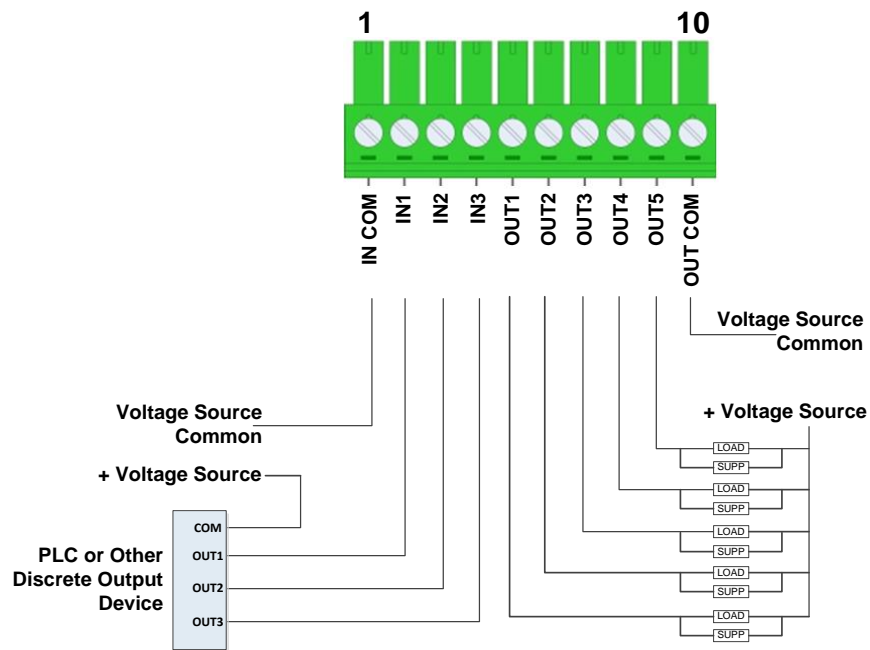 1
10
IN COM
IN1
IN2
IN3
OUT1
OUT2
OUT3
OUT4
OUT5
OUT COM
Voltage Source
Common
Voltage Source
Common
+ Voltage Source
+ Voltage Source
PLC or Other
Discrete Output
Device
COM
OUT1
OUT2
OUT3
LOAD
SUPP
LOAD
SUPP
LOAD
SUPP
LOAD
SUPP
LOAD
SUPP